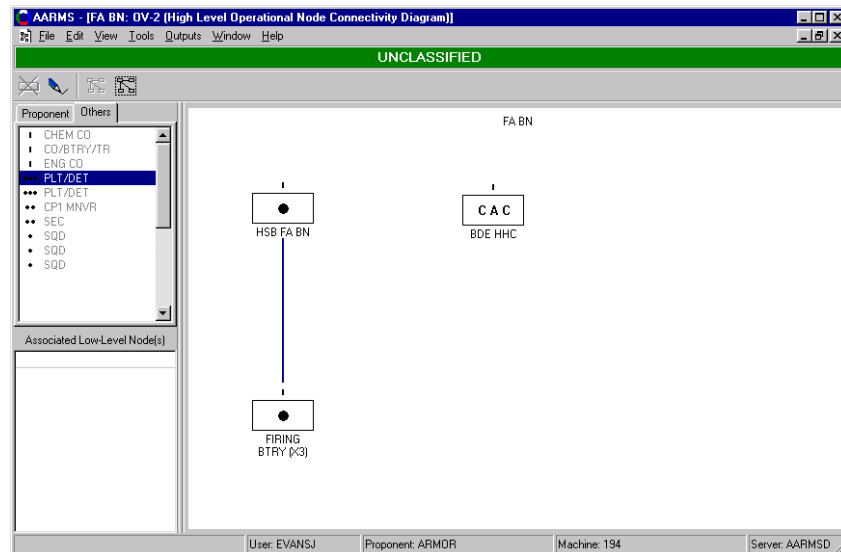 AARMS - [FA BN: OV-2 (High Level Operational Node Connectivity Diagram)]
File Edit View Tools Outputs Window Help
UNCLASSIFIED
Proponent Others
CHEM CO
CO/BTRY/TR
ENG CO
PLT/DET
PLT/DET
CP1 MNVR
SEC
SQD
SQD
SQD
Associated Low-Level Node(s)
FA BN
HSB FA BN
C A C
BDE HHC
FIRING
BTRY (X3)
User: EVANSJ Proponent: ARMOR Machine: 194 Server: AARMSD